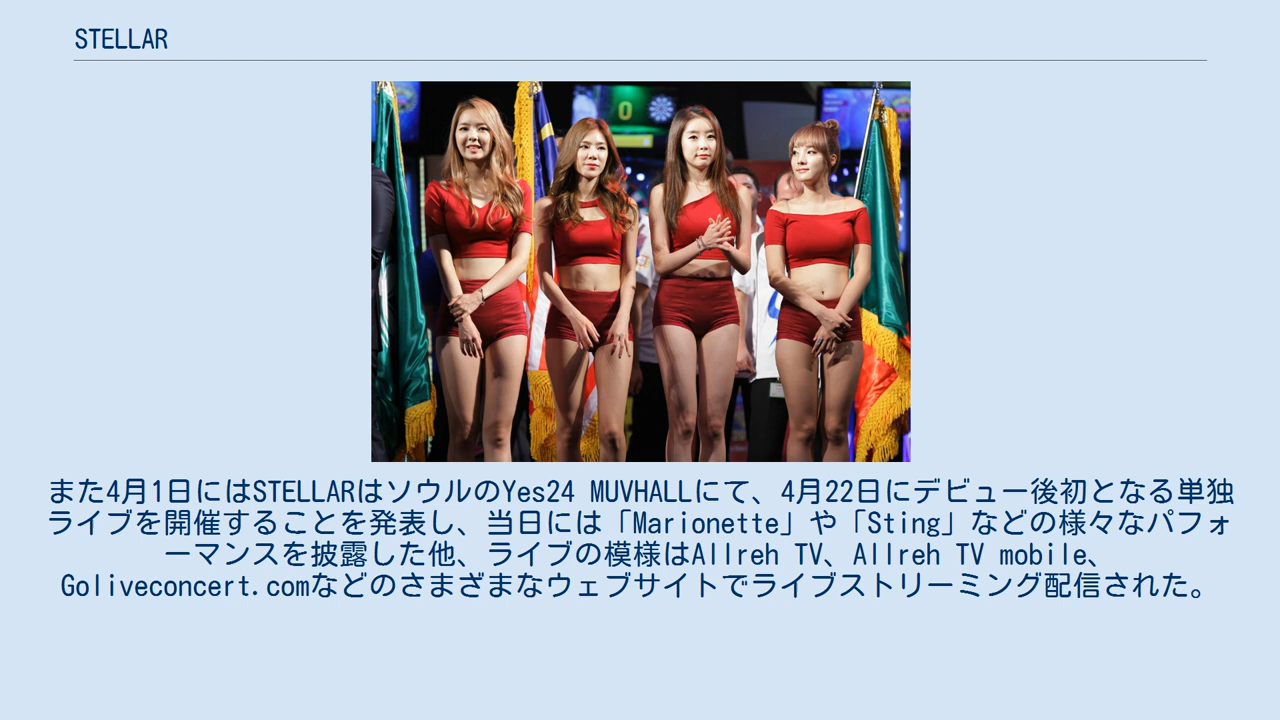 STELLAR
0
また4月1日にはSTELLARはソウルのYes24 MUVHALLにて、4月22日にデビュー後初となる単独
ライブを開催することを発表し、当日には「Marionette」や「Sting」などの様々なパフォ
ーマンスを披露した他、ライブの模様はAllreh TV、Allreh TV mobile、
Goliveconcert.comなどのさまざまなウェブサイトでライブストリーミング配信された。